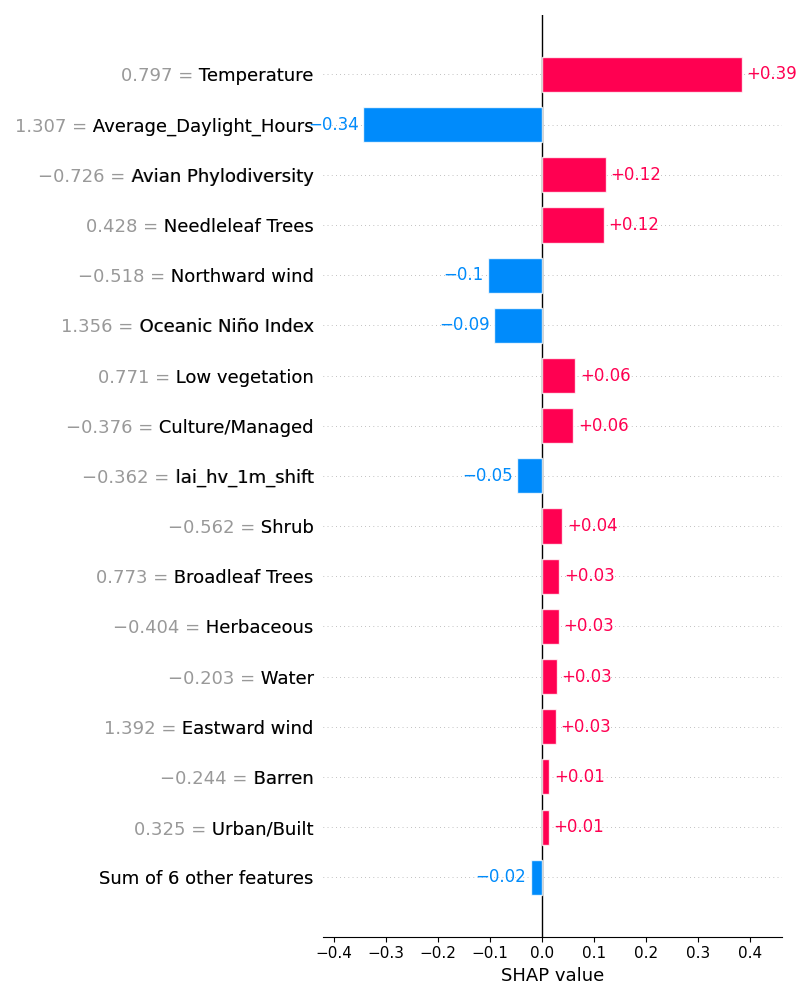 0.797 = Temperature +0.39
1.307 = Average_Daylight_Hours −0.34
−0.726 = Avian Phylodiversity +0.12
0.428 = Needleleaf Trees +0.12
−0.518 = Northward wind −0.1
1.356 = Oceanic Niño Index −0.09
0.771 = Low vegetation +0.06
−0.376 = Culture/Managed +0.06
−0.362 = lai_hv_1m_shift −0.05
−0.562 = Shrub +0.04
0.773 = Broadleaf Trees +0.03
−0.404 = Herbaceous +0.03
−0.203 = Water +0.03
1.392 = Eastward wind +0.03
−0.244 = Barren +0.01
0.325 = Urban/Built +0.01
Sum of 6 other features −0.02
−0.4 −0.3 −0.2 −0.1 0.0 0.1 0.2 0.3 0.4
SHAP value